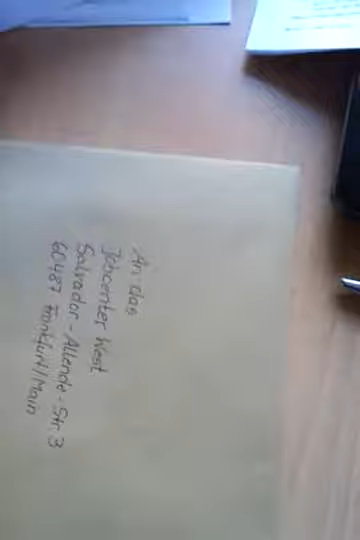 An das
Jobcenter West
Salvador-Allende-Str. 3
60487 Frankfurt/Main